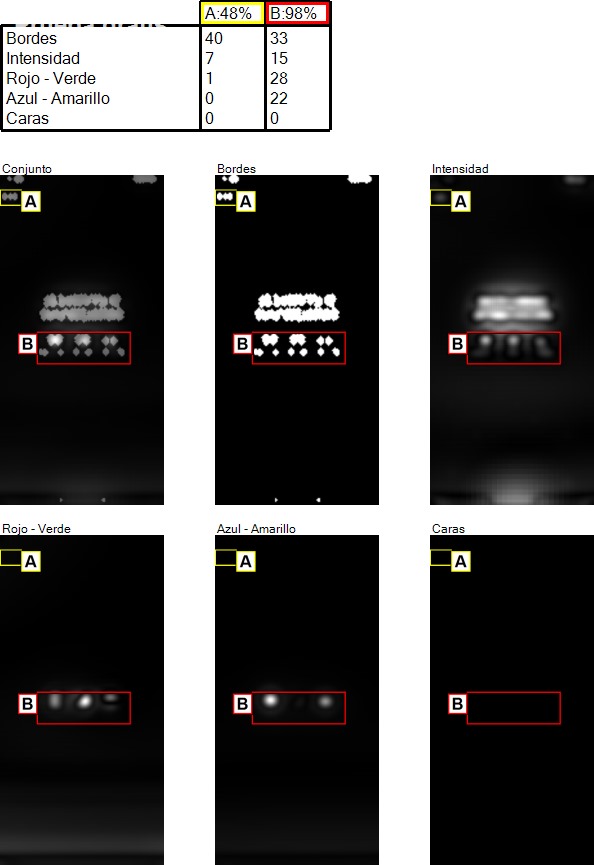 A:48% B:98%
Bordes 40 33
Intensidad 7 15
Rojo - Verde 1 28
Azul - Amarillo 0 22
Caras 0 0
Conjunto Bordes Intensidad
A A A
B B B
Rojo - Verde Azul - Amarillo Caras
A A A
B B B